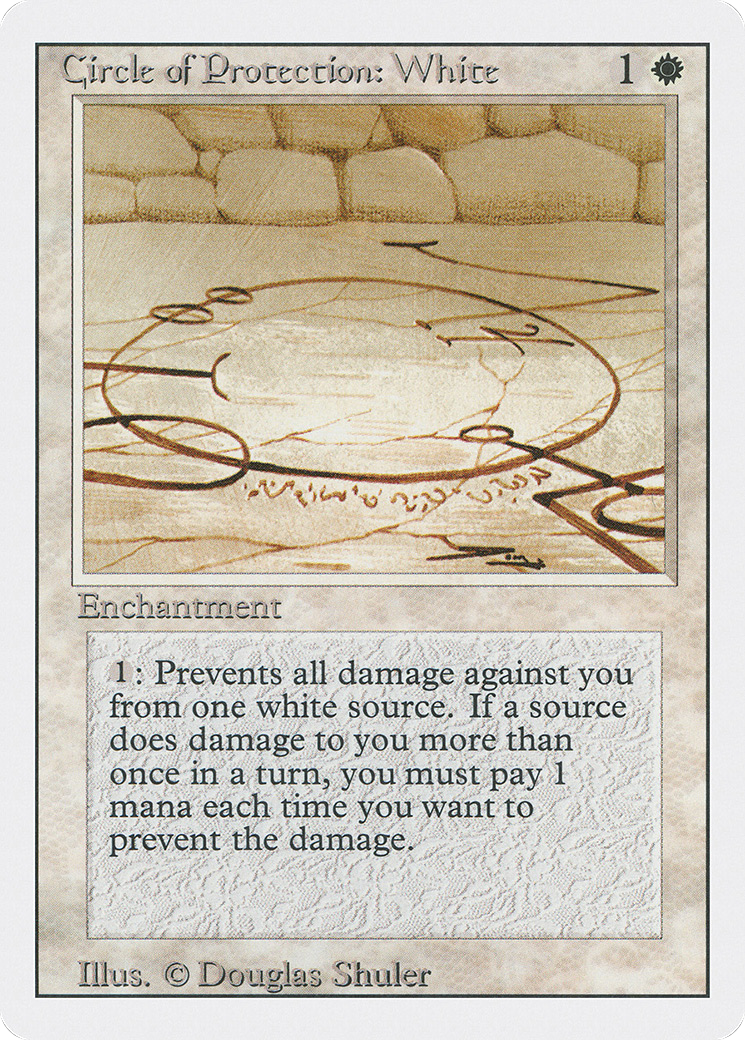 Circle of Protection: White 1
Enchantment
1: Prevents all damage against you
from one white source. If a source
does damage to you more than
once in a turn, you must pay 1
mana each time you want to
prevent the damage.
Illus. © Douglas Shuler